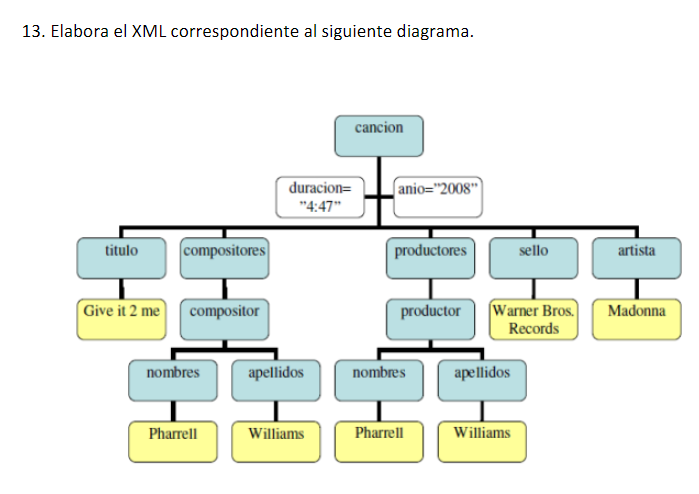 13. Elabora el XML correspondiente al siguiente diagrama.
cancion
duracion=
"4:47"
anio="2008"
titulo
compositores
productores
sello
artista
Give it 2 me
compositor
productor
Warner Bros.
Records
Madonna
nombres
apellidos
nombres
apellidos
Pharrell
Williams
Pharrell
Williams